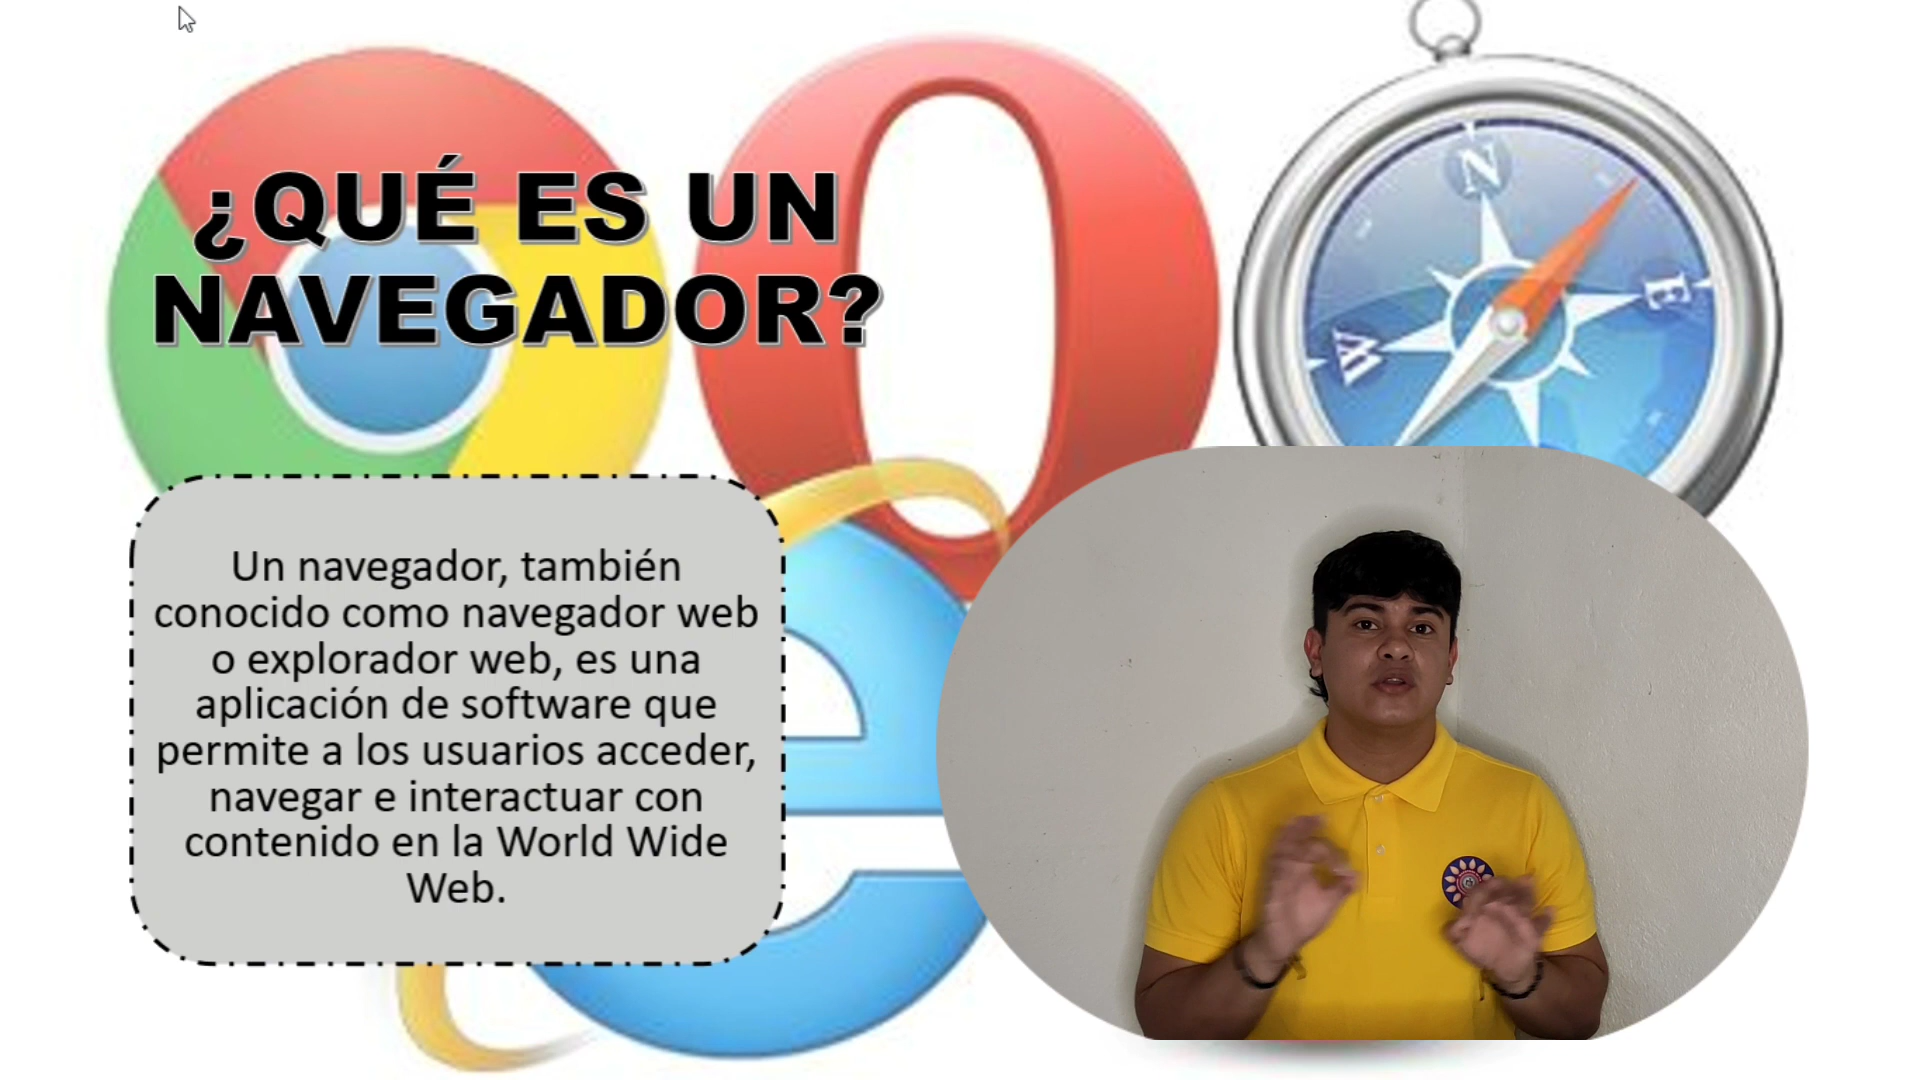 ¿QUÉ ES UN
NAVEGADOR?
N
E
W
Un navegador, también
conocido como navegador web
o explorador web, es una
aplicación de software que
permite a los usuarios acceder,
navegar e interactuar con
contenido en la World Wide
Web.